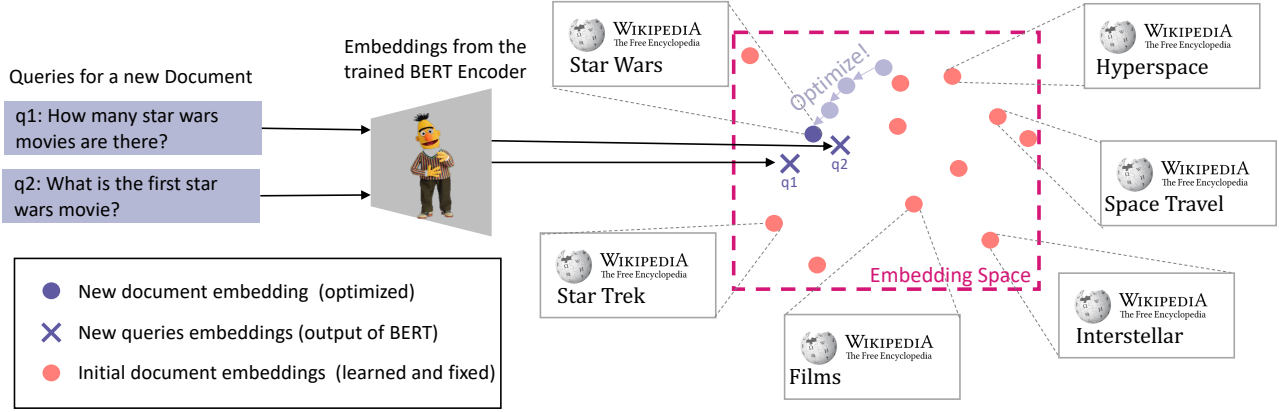 Queries for a new Document
q1: How many star wars
movies are there?
q2: What is the first star
wars movie?
Embeddings from the
trained BERT Encoder
WIKIPEDIA
The Free Encyclopedia
Star Wars
Optimize!
q1
q2
WIKIPEDIA
The Free Encyclopedia
Hyperspace
WIKIPEDIA
The Free Encyclopedia
Space Travel
WIKIPEDIA
The Free Encyclopedia
Star Trek
Embedding Space
WIKIPEDIA
The Free Encyclopedia
Interstellar
WIKIPEDIA
The Free Encyclopedia
Films
New document embedding (optimized)
New queries embeddings (output of BERT)
Initial document embeddings (learned and fixed)